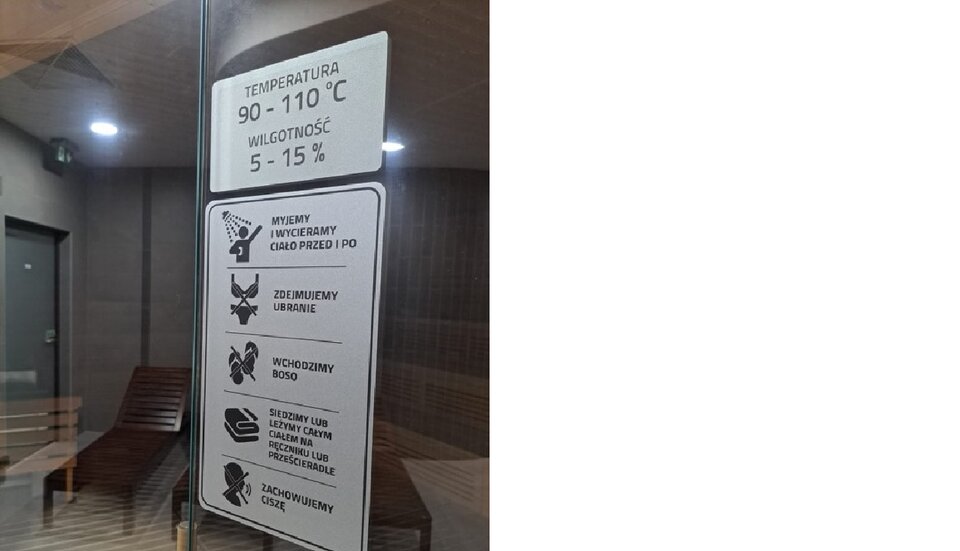 TEMPERATURA
90 - 110 °C
WILGOTNOŚĆ
5 - 15 %
MYJEMY
I WYCIERAMY
CIAŁO PRZED I PO
ZDEJMUJEMY
UBRANIE
WCHODZIMY
BOSO
SIEDZIMY LUB
LEŻYMY CAŁYM
CIAŁEM NA
RĘCZNIKU LUB
PRZEŚCIERADLE
ZACHOWUJEMY
CISZĘ